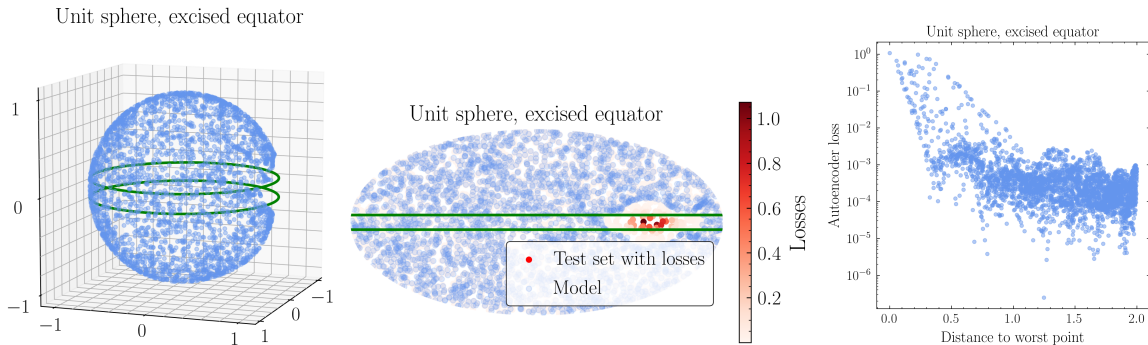 Unit sphere, excised equator
1
0
−1
−1
0
1
1
0
−1
Unit sphere, excised equator
Test set with losses
Model
1.0
0.8
0.6
0.4
0.2
Losses
Unit sphere, excised equator
10⁰
10⁻¹
10⁻²
10⁻³
10⁻⁴
10⁻⁵
10⁻⁶
Autoencoder loss
0.0 0.5 1.0 1.5 2.0
Distance to worst point